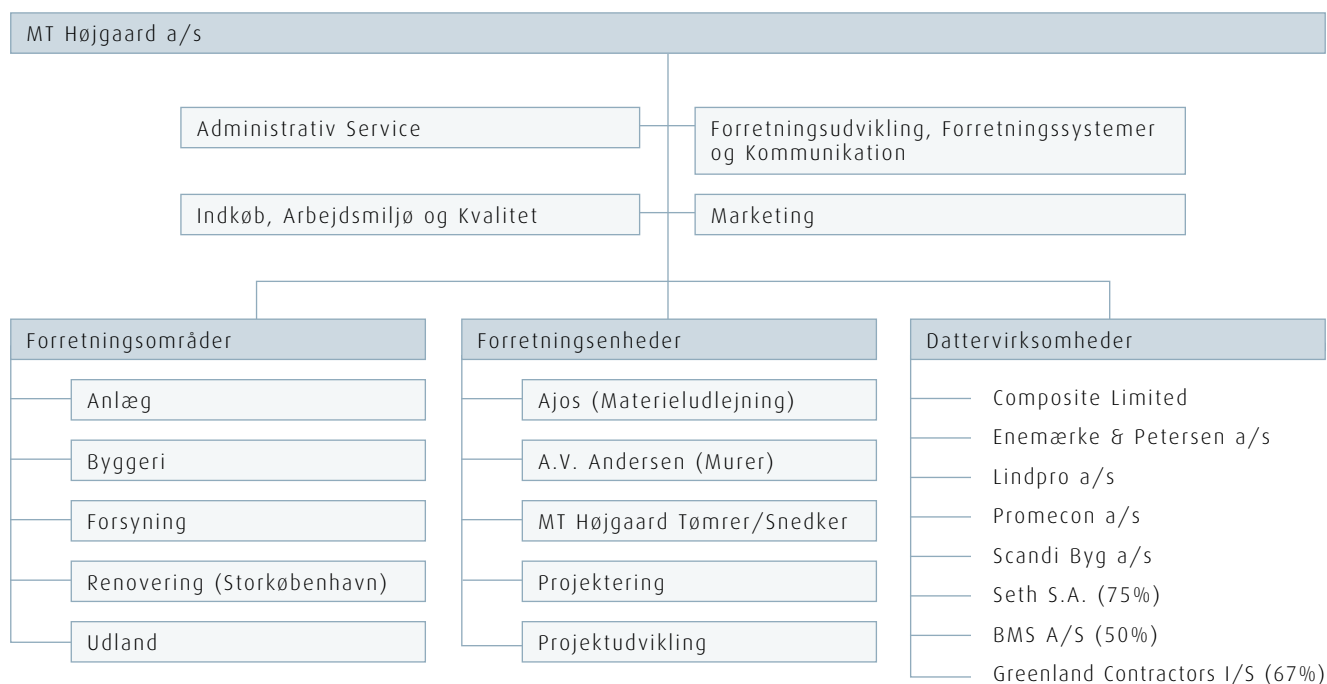 MT Højgaard a/s
Administrativ Service
Forretningsudvikling, Forretningssystemer
og Kommunikation
Indkøb, Arbejdsmiljø og Kvalitet
Marketing
Forretningsområder
Anlæg
Byggeri
Forsyning
Renovering (Storkøbenhavn)
Udland
Forretningsenheder
Ajos (Materieludlejning)
A.V. Andersen (Murer)
MT Højgaard Tømrer/Snedker
Projektering
Projektudvikling
Dattervirksomheder
Composite Limited
Enemærke & Petersen a/s
Lindpro a/s
Promecon a/s
Scandi Byg a/s
Seth S.A. (75%)
BMS A/S (50%)
Greenland Contractors I/S (67%)